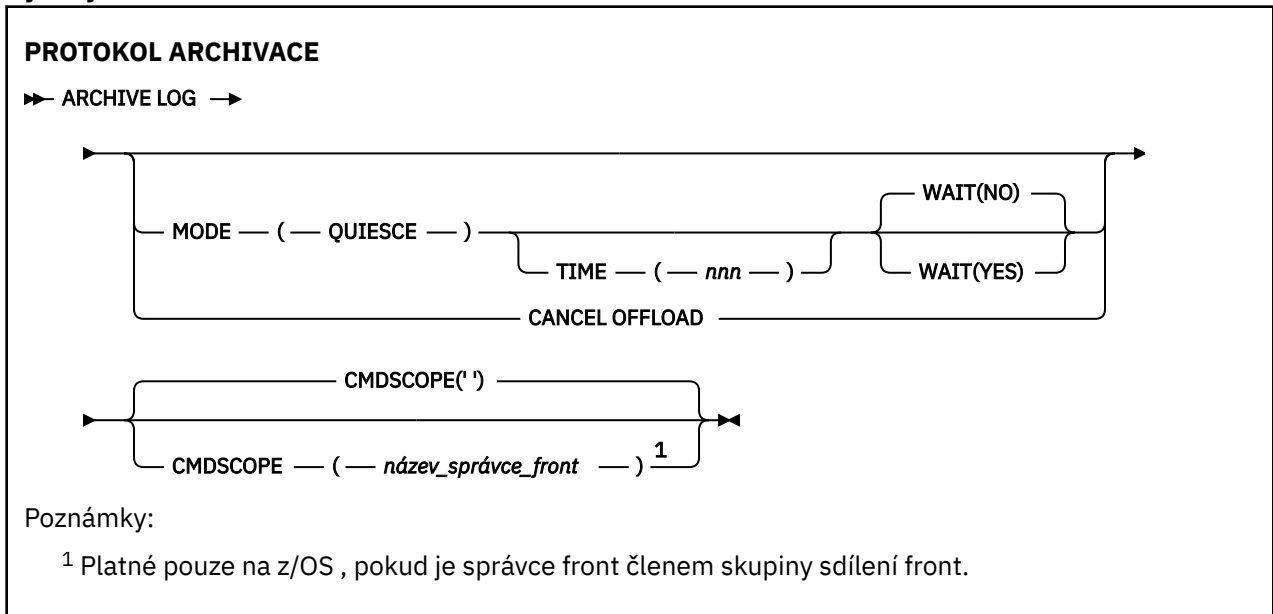 PROTOKOL ARCHIVACE
ARCHIVE LOG
WAIT(NO)
MODE ( QUIESCE )
TIME ( nnn )
WAIT(YES)
CANCEL OFFLOAD
CMDSCOPE(' ')
CMDSCOPE ( název_správce_front ) 1
Poznámky:
1 Platné pouze na z/OS , pokud je správce front členem skupiny sdílení front.